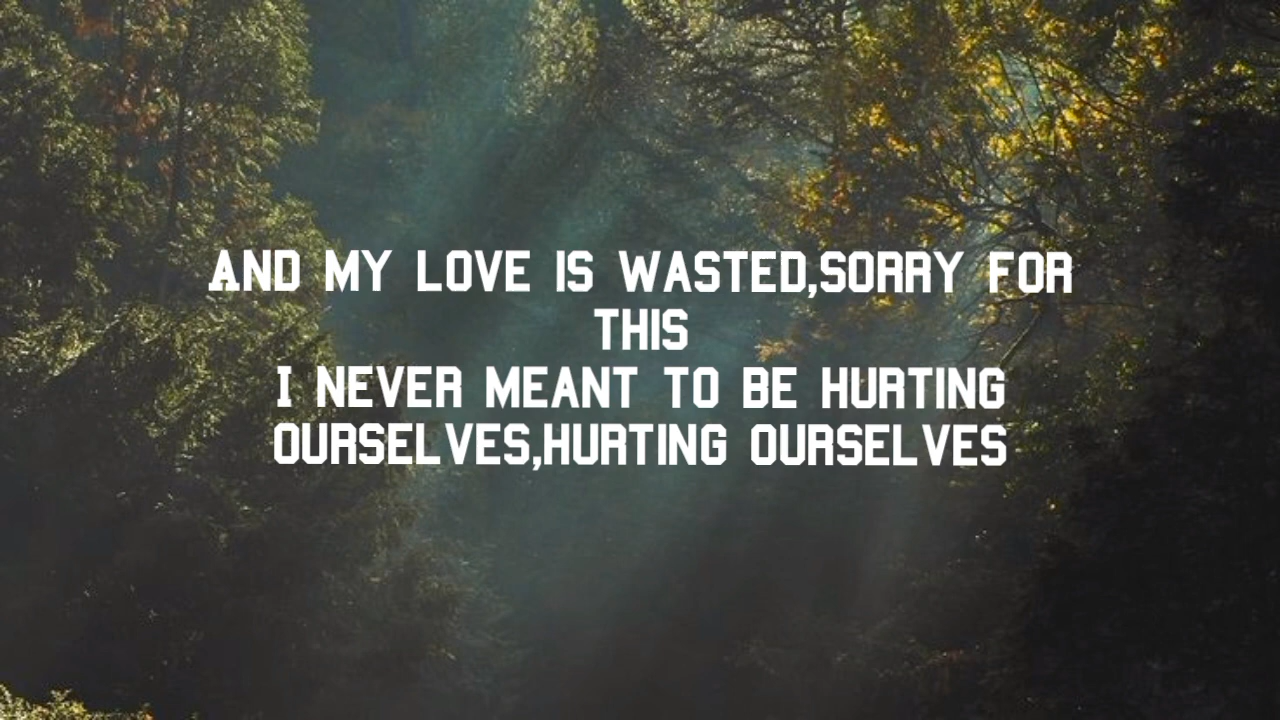 AND MY LOVE IS WASTED,SORRY FOR
THIS
I NEVER MEANT TO BE HURTING
OURSELVES,HURTING OURSELVES